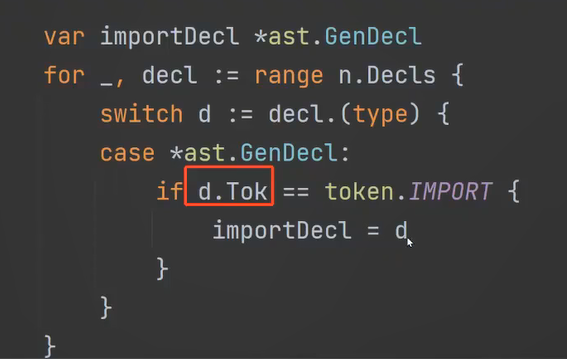 var importDecl *ast.GenDecl
for _, decl := range n.Decls {
switch d := decl.(type) {
case *ast.GenDecl:
if d.Tok == token.IMPORT {
importDecl = d
}
}
}